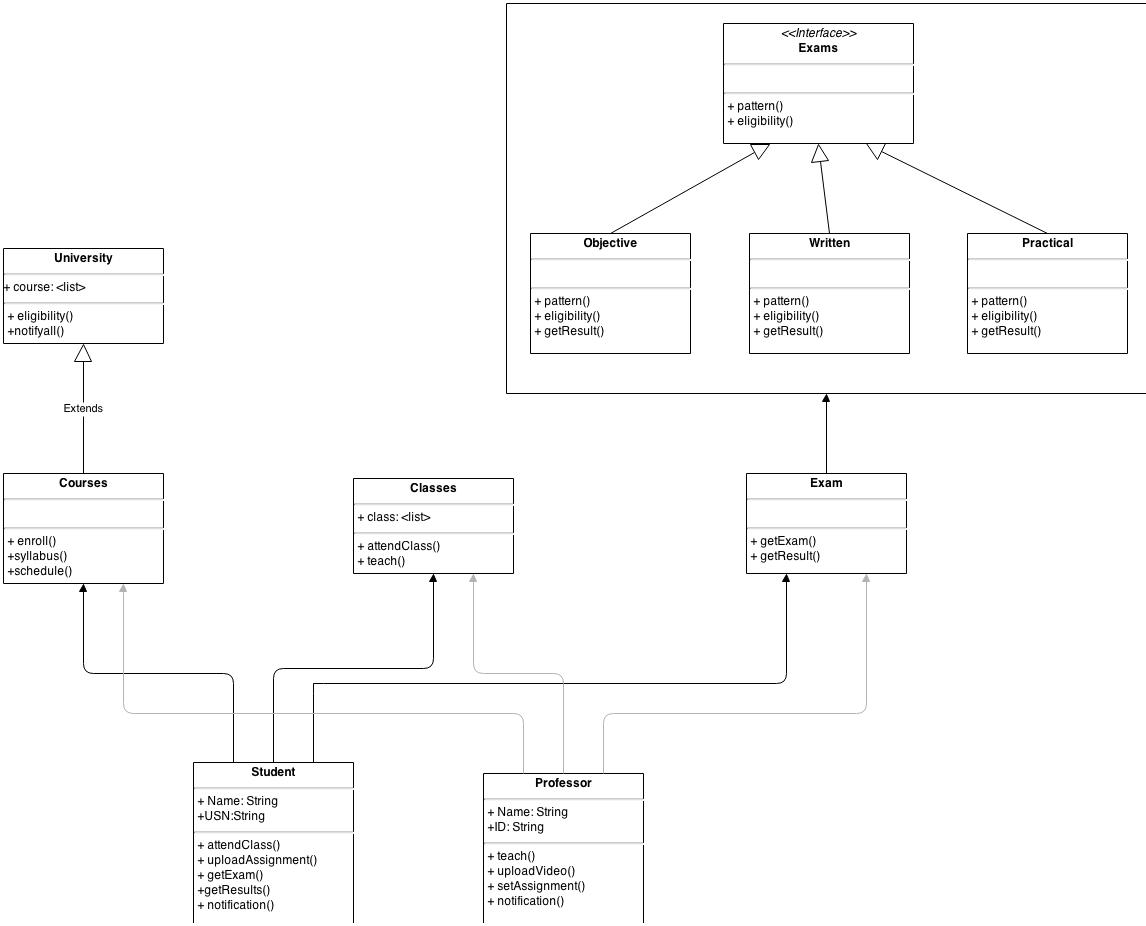 <<Interface>>
Exams
+ pattern()
+ eligibility()
Objective
+ pattern()
+ eligibility()
+ getResult()
Written
+ pattern()
+ eligibility()
+ getResult()
Practical
+ pattern()
+ eligibility()
+ getResult()
University
+ course: <list>
+ eligibility()
+notifyall()
Extends
Courses
+ enroll()
+syllabus()
+schedule()
Classes
+ class: <list>
+ attendClass()
+ teach()
Exam
+ getExam()
+ getResult()
Student
+ Name: String
+USN:String
+ attendClass()
+ uploadAssignment()
+ getExam()
+getResults()
+ notification()
Professor
+ Name: String
+ID: String
+ teach()
+ uploadVideo()
+ setAssignment()
+ notification()